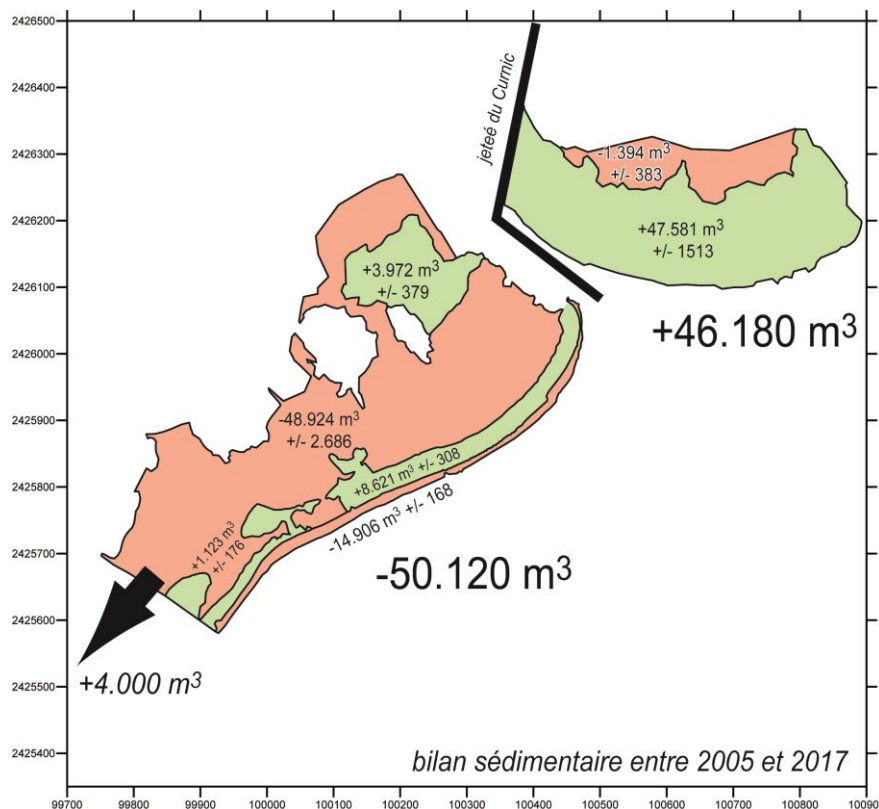 2426500
2426400
2426300
2426200
2426100
2426000
2425900
2425800
2425700
2425600
2425500
2425400
jeteé du Curnic
-1.394 m³
+/- 383
+47.581 m³
+/- 1513
+46.180 m³
+3.972 m³
+/- 379
-48.924 m³
+/- 2.686
+8.621 m³ +/- 308
-14.906 m³ +/- 168
+1.123 m³
+/- 176
-50.120 m³
+4.000 m³
bilan sédimentaire entre 2005 et 2017
99700 99800 99900 100000 100100 100200 100300 100400 100500 100600 100700 100800 100900